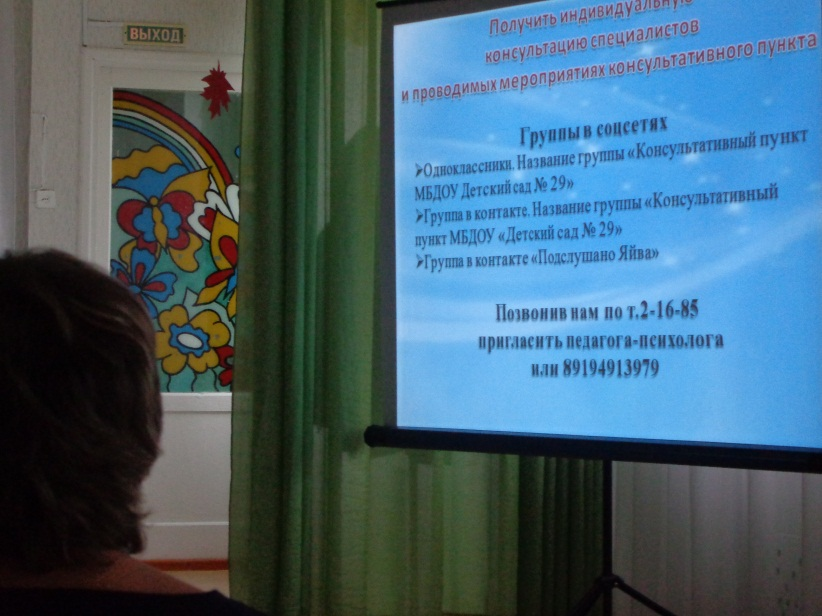 ВЫХОД
Получить индивидуальную
консультацию специалистов
и проводимых мероприятиях консультативного пункта
Группы в соцсетях
➢Одноклассники. Название группы «Консультативный пункт
МБДОУ Детский сад № 29»
➢Группа в контакте. Название группы «Консультативный
пункт МБДОУ «Детский сад № 29»
➢Группа в контакте «Подслушано Яйва»
Позвонив нам по т.2-16-85
пригласить педагога-психолога
или 89194913979